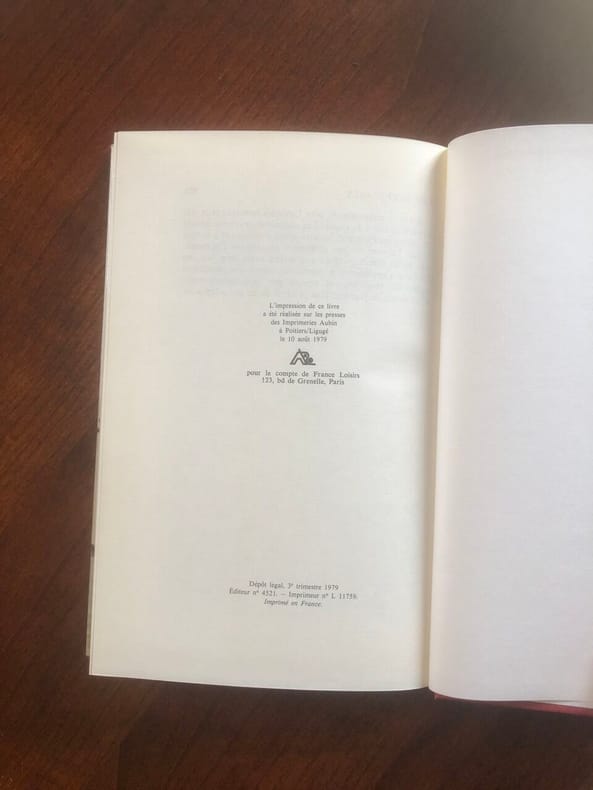 L'impression de ce livre
a été réalisée sur les presses
des Imprimeries Aubin
à Poitiers/Ligugé
le 10 août 1979
pour le compte de France Loisirs
123, bd de Grenelle, Paris
Dépôt légal, 3e trimestre 1979
Éditeur n° 4521. — Imprimeur n° L 11759.
Imprimé en France.